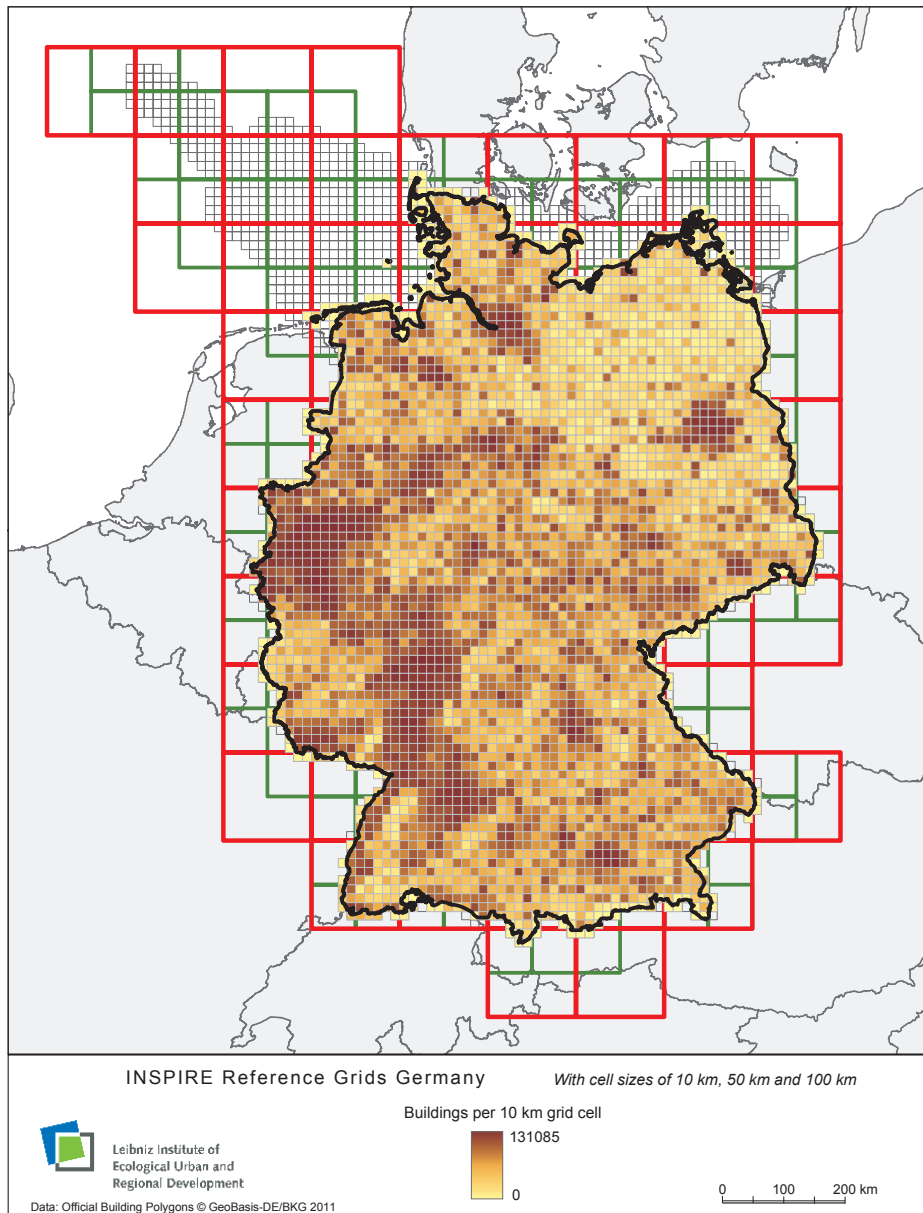 INSPIRE Reference Grids Germany
With cell sizes of 10 km, 50 km and 100 km
Buildings per 10 km grid cell
131085
0
Leibniz Institute of
Ecological Urban and
Regional Development
Data: Official Building Polygons © GeoBasis-DE/BKG 2011
0 100 200 km